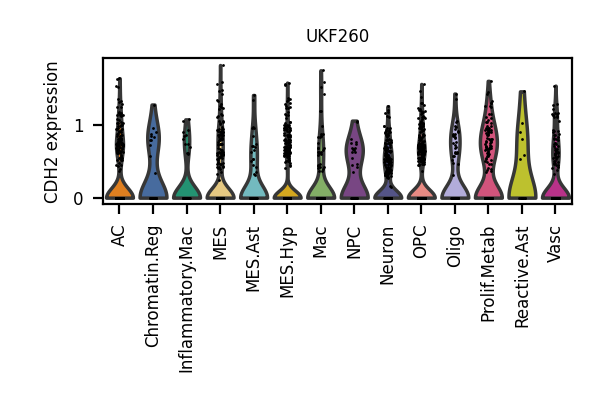 UKF260
CDH2 expression
1
0
AC
Chromatin.Reg
Inflammatory.Mac
MES
MES.Ast
MES.Hyp
Mac
NPC
Neuron
OPC
Oligo
Prolif.Metab
Reactive.Ast
Vasc